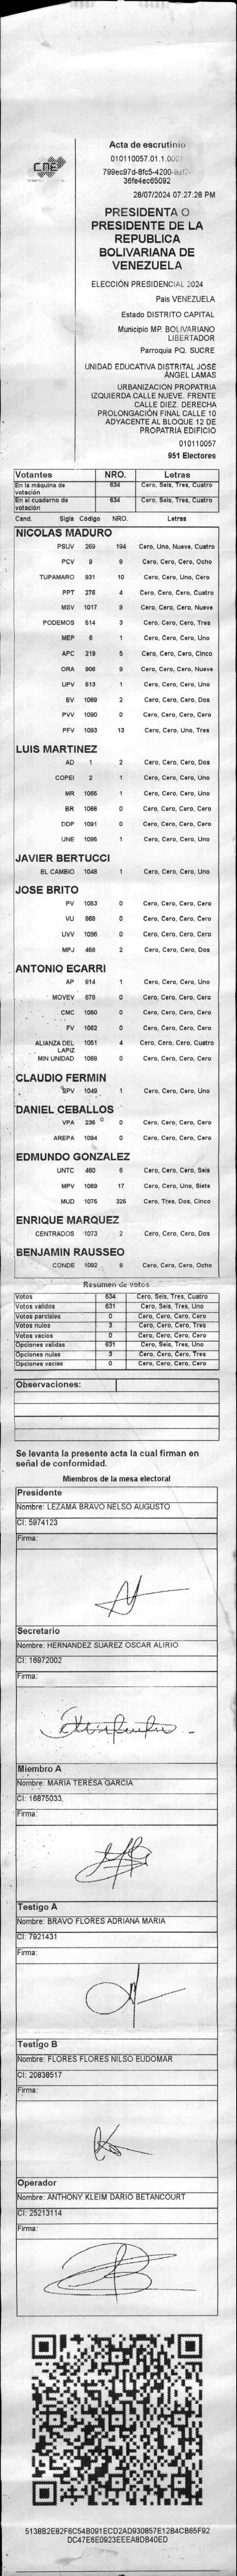 CNE
Acta de escrutinio
010110057.01.1.0001
36fe4ec65092
28/07/2024 07:27:28 PM
PRESIDENTA O
PRESIDENTE DE LA
REPUBLICA
BOLIVARIANA DE
VENEZUELA
ELECCIÓN PRESIDENCIAL 2024
Pais VENEZUELA
Estado DISTRITO CAPITAL
Municipio MP. BOLIVARIANO
LIBERTADOR
Parroquia PQ. SUCRE
UNIDAD EDUCATIVA DISTRITAL JOSE
ÁNGEL LAMAS
URBANIZACION PROPATRIA
IZQUIERDA CALLE NUEVE. FRENTE
CALLE DIEZ. DERECHA
PROLONGACIÓN FINAL CALLE 10
ADYACENTE AL BLOQUE 12 DE
PROPATRIA EDIFICIO
010110057
951 Electores
Votantes NRO. Letras
En la máquina de votación 634 Cero, Seis, Tres, Cuatro
En el cuaderno de votación 634 Cero, Seis, Tres, Cuatro
Cand. Sigla Código NRO. Letras
NICOLAS MADURO
PSUV 269 194 Cero, Uno, Nueve, Cuatro
PCV 9 8 Cero, Cero, Cero, Ocho
TUPAMARO 931 10 Cero, Cero, Uno, Cero
PPT 276 4 Cero, Cero, Cero, Cuatro
MSV 1017 9 Cero, Cero, Cero, Nueve
PODEMOS 514 3 Cero, Cero, Cero, Tres
MEP 6 1 Cero, Cero, Cero, Uno
APC 219 5 Cero, Cero, Cero, Cinco
ORA 906 9 Cero, Cero, Cero, Nueve
UPV 513 1 Cero, Cero, Cero, Uno
EV 1089 2 Cero, Cero, Cero, Dos
PVV 1090 0 Cero, Cero, Cero, Cero
PFV 1093 13 Cero, Cero, Uno, Tres
LUIS MARTINEZ
AD 1 2 Cero, Cero, Cero, Dos
COPEI 2 1 Cero, Cero, Cero, Uno
MR 1065 1 Cero, Cero, Cero, Uno
BR 1066 0 Cero, Cero, Cero, Cero
DDP 1091 0 Cero, Cero, Cero, Cero
UNE 1095 1 Cero, Cero, Cero, Uno
JAVIER BERTUCCI
EL CAMBIO 1048 1 Cero, Cero, Cero, Uno
JOSE BRITO
PV 1053 0 Cero, Cero, Cero, Cero
VU 868 0 Cero, Cero, Cero, Cero
UVV 1096 0 Cero, Cero, Cero, Cero
MPJ 458 2 Cero, Cero, Cero, Dos
ANTONIO ECARRI
AP 814 1 Cero, Cero, Cero, Uno
MOVEV 878 0 Cero, Cero, Cero, Cero
CMC 1050 0 Cero, Cero, Cero, Cero
FV 1062 0 Cero, Cero, Cero, Cero
ALIANZA DEL LAPIZ 1051 4 Cero, Cero, Cero, Cuatro
MIN UNIDAD 1068 0 Cero, Cero, Cero, Cero
CLAUDIO FERMIN
SPV 1049 1 Cero, Cero, Cero, Uno
DANIEL CEBALLOS
VPA 236 0 Cero, Cero, Cero, Cero
AREPA 1094 0 Cero, Cero, Cero, Cero
EDMUNDO GONZALEZ
UNTC 460 6 Cero, Cero, Cero, Seis
MPV 1069 17 Cero, Cero, Uno, Siete
MUD 1076 325 Cero, Tres, Dos, Cinco
ENRIQUE MARQUEZ
CENTRADOS 1073 2 Cero, Cero, Cero, Dos
BENJAMIN RAUSSEO
CONDE 1092 8 Cero, Cero, Cero, Ocho
Resumen de votos
Votos 634 Cero, Seis, Tres, Cuatro
Votos validos 631 Cero, Seis, Tres, Uno
Votos parciales 0 Cero, Cero, Cero, Cero
Votos nulos 3 Cero, Cero, Cero, Tres
Votos vacios 0 Cero, Cero, Cero, Cero
Opciones validas 631 Cero, Seis, Tres, Uno
Opciones nulas 3 Cero, Cero, Cero, Tres
Opciones vacias 0 Cero, Cero, Cero, Cero
Observaciones:
Se levanta la presente acta la cual firman en
señal de conformidad.
Miembros de la mesa electoral
Presidente
Nombre: LEZAMA BRAVO NELSO AUGUSTO
CI: 5974123
Firma:
Secretario
Nombre: HERNANDEZ SUAREZ OSCAR ALIRIO
CI: 16972002
Firma:
Miembro A
Nombre: MARIA TERESA GARCIA
CI: 16875033
Firma:
Testigo A
Nombre: BRAVO FLORES ADRIANA MARIA
CI: 7921431
Firma:
Testigo B
Nombre: FLORES FLORES NILSO EUDOMAR
CI: 20838517
Firma:
Operador
Nombre: ANTHONY KLEIM DARIO BETANCOURT
CI: 25213114
Firma:
5138B2E82F6C54B091ECD2AD930857E12B4CB65F92
DC47E6E0923EEEA8DB40ED